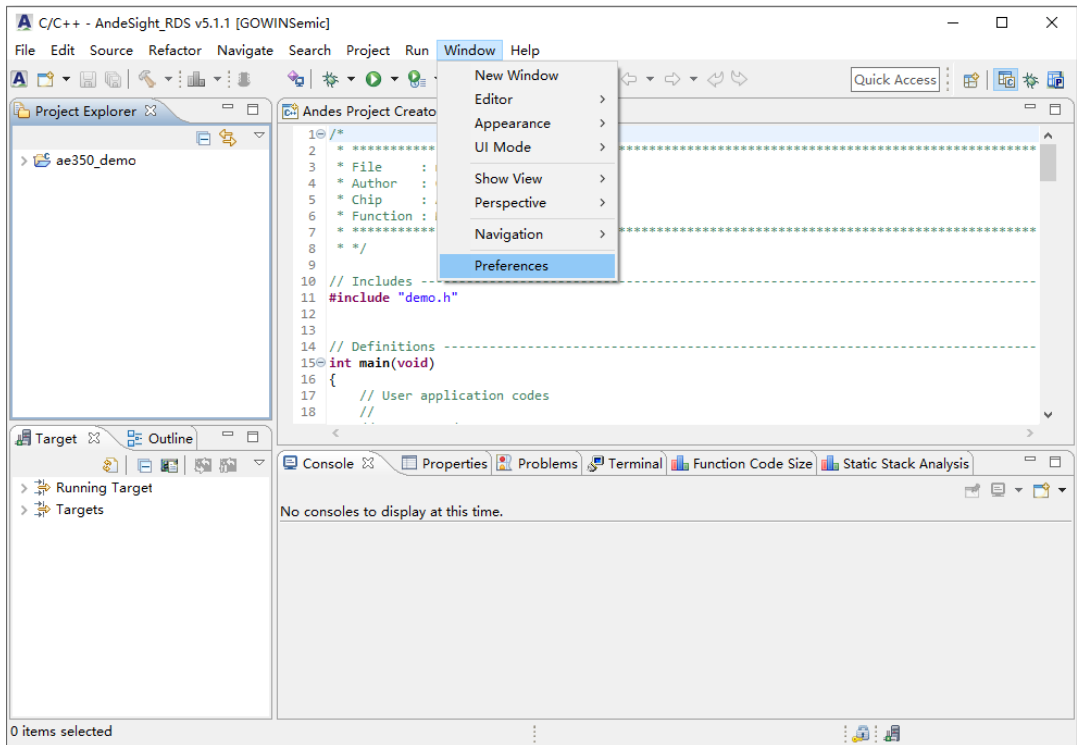 C/C++ - AndeSight_RDS v5.1.1 [GOWINSemic]
File Edit Source Refactor Navigate Search Project Run Window Help
Quick Access
New Window
Editor
Appearance
UI Mode
Show View
Perspective
Navigation
Preferences
Project Explorer
ae350_demo
Andes Project Creato
1 /*
2 * ****************************************************************************
3 * File :
4 * Author :
5 * Chip :
6 * Function :
7 * ****************************************************************************
8 * */
9
10 // Includes ---------------------------------------------------------------------
11 #include "demo.h"
12
13
14 // Definitions ------------------------------------------------------------------
15 int main(void)
16 {
17 // User application codes
18 //
Target
Outline
Running Target
Targets
Console
Properties
Problems
Terminal
Function Code Size
Static Stack Analysis
No consoles to display at this time.
0 items selected